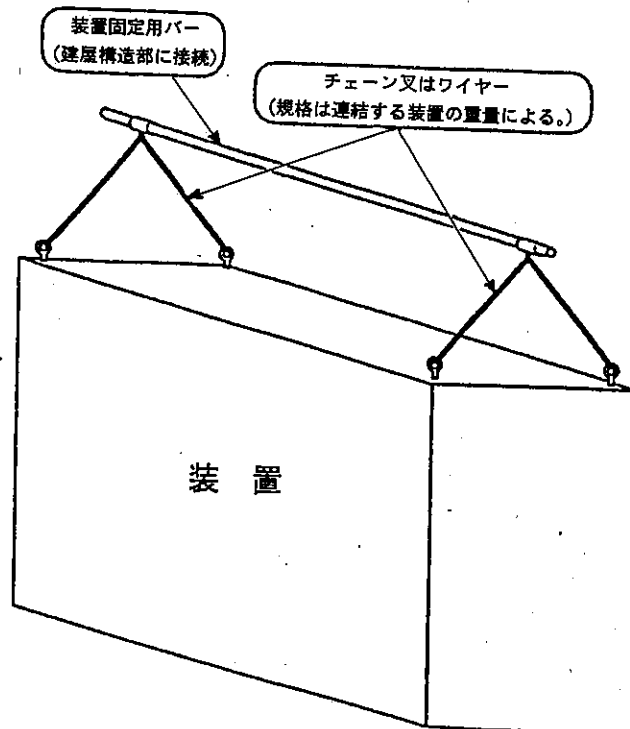 装置固定用バー
(建屋構造部に接続)
チェーン又はワイヤー
(規格は連結する装置の重量による。)
装 置